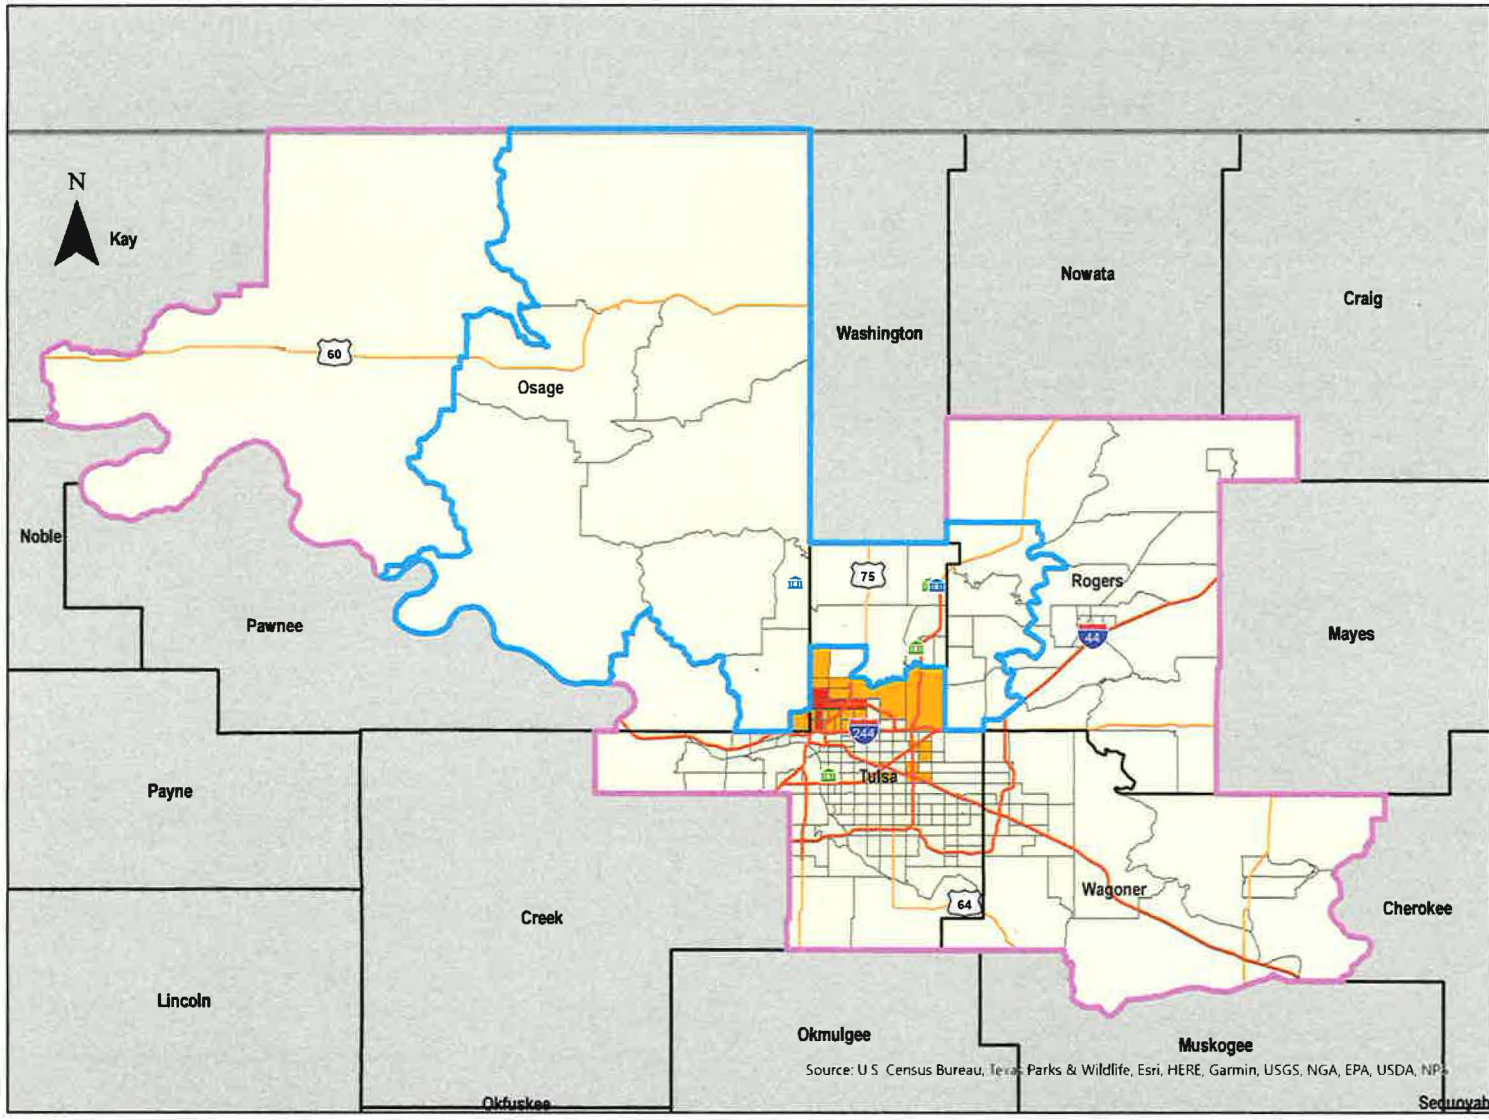 N
Kay
Nowata
Craig
Washington
60
Osage
Noble
75
Rogers
Pawnee
44
Mayes
244
Tulsa
Payne
Wagoner
64
Creek
Cherokee
Lincoln
Okmulgee
Muskogee
Source: U.S. Census Bureau, Texas Parks & Wildlife, Esri, HERE, Garmin, USGS, NGA, EPA, USDA, NPS
Okfuskee
Sequoyah